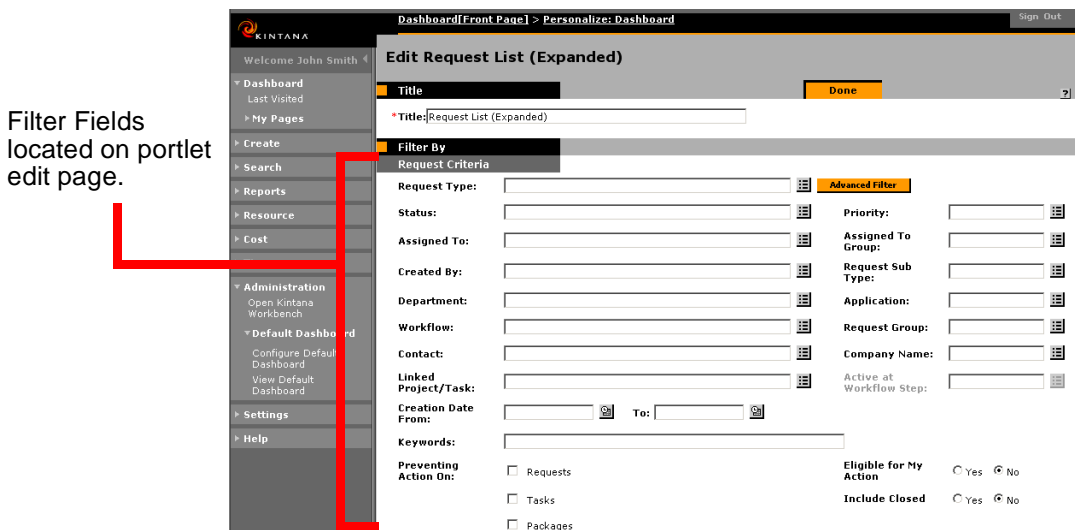 Dashboard[Front Page] > Personalize: Dashboard
Sign Out
KINTANA
Welcome John Smith
Edit Request List (Expanded)
Dashboard
Last Visited
My Pages
Create
Search
Reports
Resource
Cost
Administration
Open Kintana
Workbench
Default Dashboard
Configure Default
Dashboard
View Default
Dashboard
Settings
Help
Filter Fields
located on portlet
edit page.
Title
Done
?
*Title: Request List (Expanded)
Filter By
Request Criteria
Request Type:
Advanced Filter
Status:
Priority:
Assigned To:
Assigned To
Group:
Created By:
Request Sub
Type:
Department:
Application:
Workflow:
Request Group:
Contact:
Company Name:
Linked
Project/Task:
Active at
Workflow Step:
Creation Date
From:
To:
Keywords:
Preventing
Action On:
Requests
Eligible for My
Action
Yes No
Tasks
Include Closed
Yes No
Packages